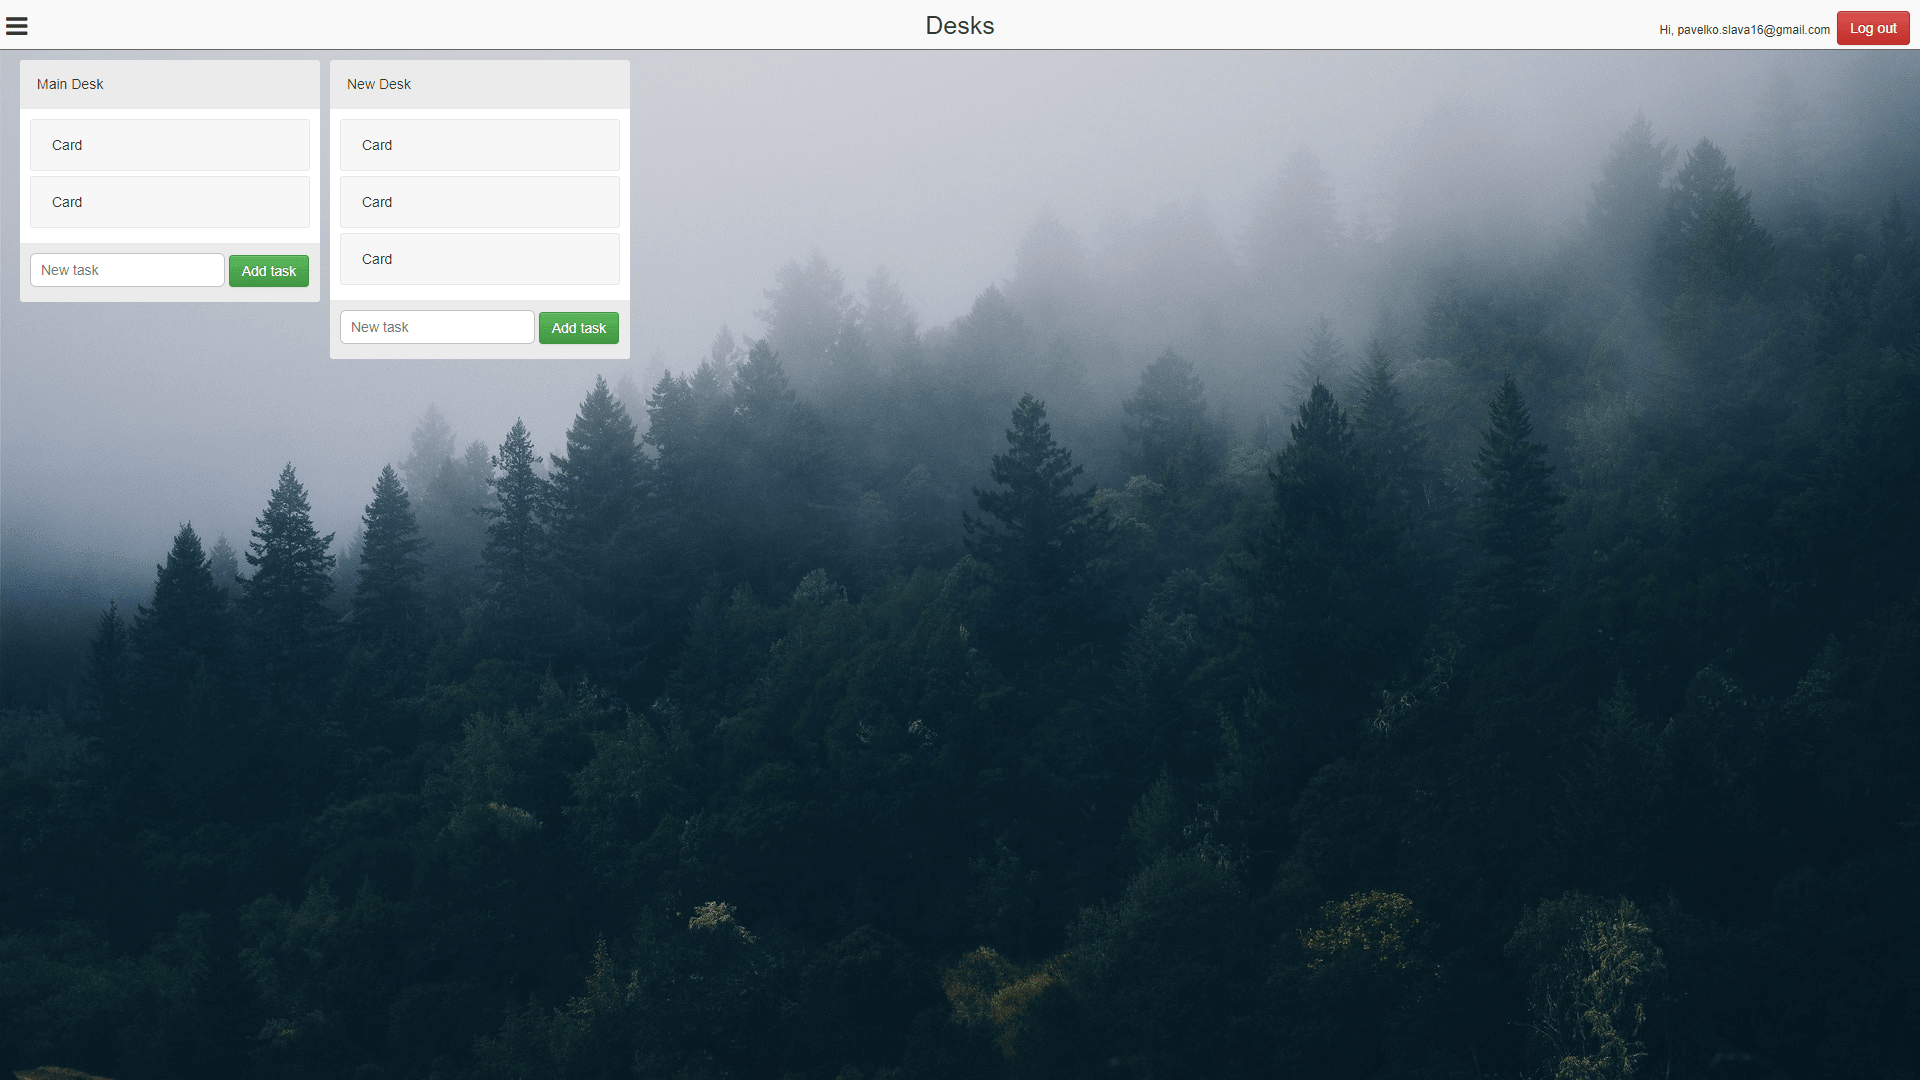 Desks
Hi, pavelko.slava16@gmail.com
Log out
Main Desk
Card
Card
New task
Add task
New Desk
Card
Card
Card
New task
Add task